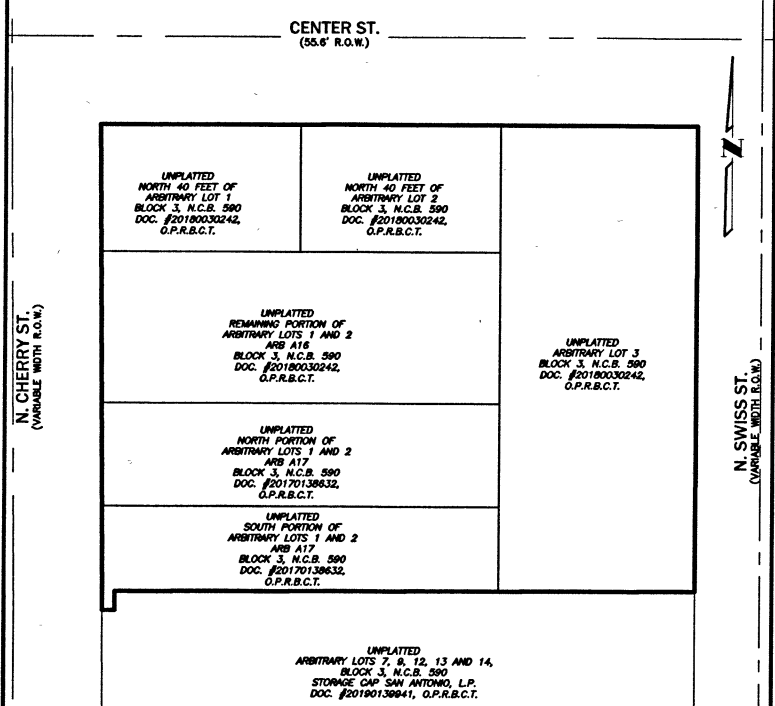 CENTER ST.
(55.6' R.O.W.)
N
UNPLATTED
NORTH 40 FEET OF
ARBITRARY LOT 1
BLOCK 3, N.C.B. 590
DOC. #20180030242,
O.P.R.B.C.T.
UNPLATTED
NORTH 40 FEET OF
ARBITRARY LOT 2
BLOCK 3, N.C.B. 590
DOC. #20180030242,
O.P.R.B.C.T.
UNPLATTED
REMAINING PORTION OF
ARBITRARY LOTS 1 AND 2
ARB A16
BLOCK 3, N.C.B. 590
DOC. #20180030242,
O.P.R.B.C.T.
UNPLATTED
ARBITRARY LOT 3
BLOCK 3, N.C.B. 590
DOC. #20180030242,
O.P.R.B.C.T.
N. CHERRY ST.
(VARIABLE WIDTH R.O.W.)
N. SWISS ST.
(VARIABLE WIDTH R.O.W.)
UNPLATTED
NORTH PORTION OF
ARBITRARY LOTS 1 AND 2
ARB A17
BLOCK 3, N.C.B. 590
DOC. #20170138632,
O.P.R.B.C.T.
UNPLATTED
SOUTH PORTION OF
ARBITRARY LOTS 1 AND 2
ARB A17
BLOCK 3, N.C.B. 590
DOC. #20170138632,
O.P.R.B.C.T.
UNPLATTED
ARBITRARY LOTS 7, 9, 12, 13 AND 14,
BLOCK 3, N.C.B. 590
STORAGE CAP SAN ANTONIO, L.P.
DOC. #20190139941, O.P.R.B.C.T.